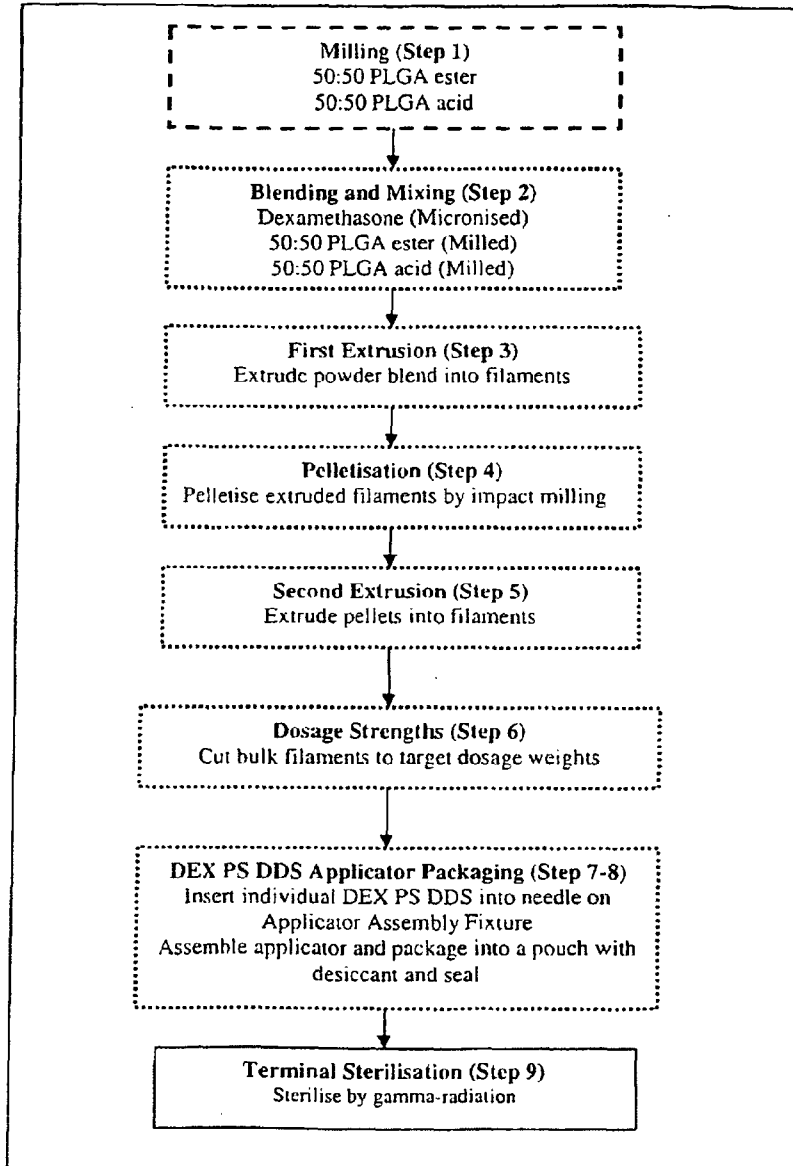 Milling (Step 1)
50:50 PLGA ester
50:50 PLGA acid
Blending and Mixing (Step 2)
Dexamethasone (Micronised)
50:50 PLGA ester (Milled)
50:50 PLGA acid (Milled)
First Extrusion (Step 3)
Extrude powder blend into filaments
Pelletisation (Step 4)
Pelletise extruded filaments by impact milling
Second Extrusion (Step 5)
Extrude pellets into filaments
Dosage Strengths (Step 6)
Cut bulk filaments to target dosage weights
DEX PS DDS Applicator Packaging (Step 7-8)
Insert individual DEX PS DDS into needle on
Applicator Assembly Fixture
Assemble applicator and package into a pouch with
desiccant and seal
Terminal Sterilisation (Step 9)
Sterilise by gamma-radiation